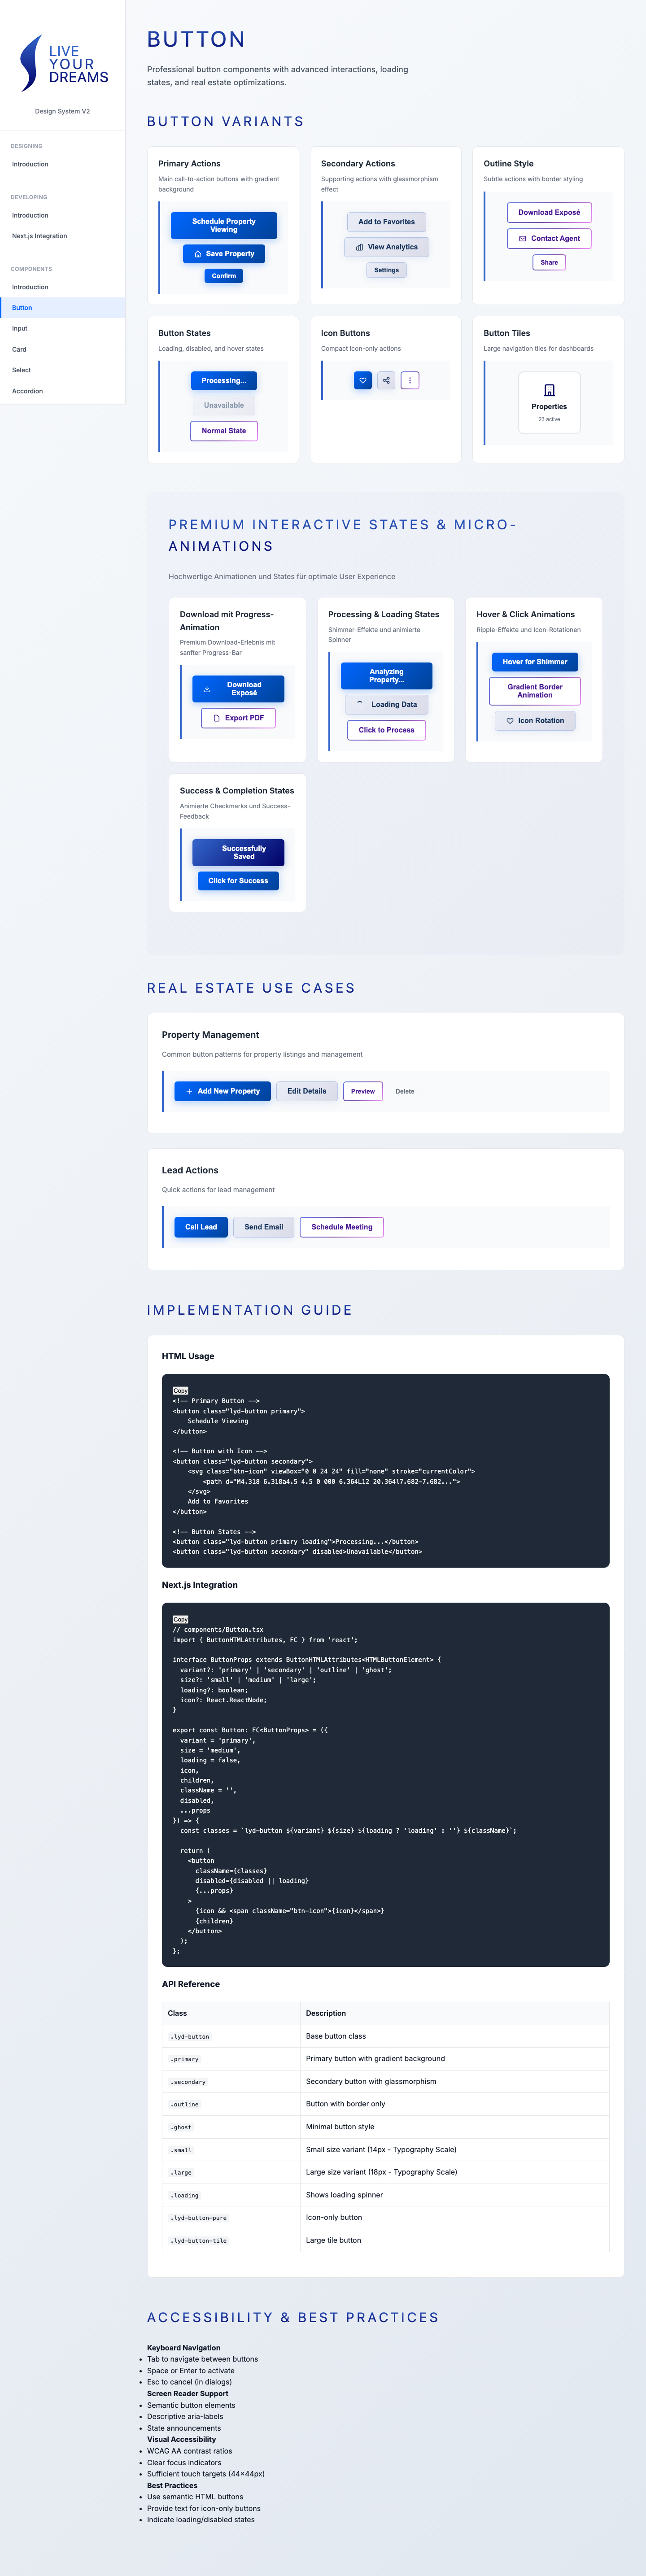 LIVE
YOUR
DREAMS
Design System V2
DESIGNING
Introduction
DEVELOPING
Introduction
Next.js Integration
COMPONENTS
Introduction
Button
Input
Card
Select
Accordion
BUTTON
Professional button components with advanced interactions, loading
states, and real estate optimizations.
BUTTON VARIANTS
Primary Actions
Main call-to-action buttons with gradient
background
Schedule Property
Viewing
Save Property
Confirm
Secondary Actions
Supporting actions with glassmorphism
effect
Add to Favorites
View Analytics
Settings
Outline Style
Subtle actions with border styling
Download Exposé
Contact Agent
Share
Button States
Loading, disabled, and hover states
Processing...
Unavailable
Normal State
Icon Buttons
Compact icon-only actions
Button Tiles
Large navigation tiles for dashboards
Properties
23 active
PREMIUM INTERACTIVE STATES & MICRO-
ANIMATIONS
Hochwertige Animationen und States für optimale User Experience
Download mit Progress-
Animation
Premium Download-Erlebnis mit
sanfter Progress-Bar
Download
Exposé
Export PDF
Processing & Loading States
Shimmer-Effekte und animierte
Spinner
Analyzing
Property...
Loading Data
Click to Process
Hover & Click Animations
Ripple-Effekte und Icon-Rotationen
Hover for Shimmer
Gradient Border
Animation
Icon Rotation
Success & Completion States
Animierte Checkmarks und Success-
Feedback
Successfully
Saved
Click for Success
REAL ESTATE USE CASES
Property Management
Common button patterns for property listings and management
Add New Property
Edit Details
Preview
Delete
Lead Actions
Quick actions for lead management
Call Lead
Send Email
Schedule Meeting
IMPLEMENTATION GUIDE
HTML Usage
Copy
<!-- Primary Button -->
<button class="lyd-button primary">
    Schedule Viewing
</button>
<!-- Button with Icon -->
<button class="lyd-button secondary">
    <svg class="btn-icon" viewBox="0 0 24 24" fill="none" stroke="currentColor">
        <path d="M4.318 6.318a4.5 4.5 0 000 6.364L12 20.364l7.682-7.682...">
    </svg>
    Add to Favorites
</button>
<!-- Button States -->
<button class="lyd-button primary loading">Processing...</button>
<button class="lyd-button secondary" disabled>Unavailable</button>
Next.js Integration
Copy
// components/Button.tsx
import { ButtonHTMLAttributes, FC } from 'react';
interface ButtonProps extends ButtonHTMLAttributes<HTMLButtonElement> {
  variant?: 'primary' | 'secondary' | 'outline' | 'ghost';
  size?: 'small' | 'medium' | 'large';
  loading?: boolean;
  icon?: React.ReactNode;
}
export const Button: FC<ButtonProps> = ({
  variant = 'primary',
  size = 'medium',
  loading = false,
  icon,
  children,
  className = '',
  disabled,
  ...props
}) => {
  const classes = `lyd-button ${variant} ${size} ${loading ? 'loading' : ''} ${className}`;
  return (
    <button
      className={classes}
      disabled={disabled || loading}
      {...props}
    >
      {icon && <span className="btn-icon">{icon}</span>}
      {children}
    </button>
  );
};
API Reference
Class Description
.lyd-button Base button class
.primary Primary button with gradient background
.secondary Secondary button with glassmorphism
.outline Button with border only
.ghost Minimal button style
.small Small size variant (14px - Typography Scale)
.large Large size variant (18px - Typography Scale)
.loading Shows loading spinner
.lyd-button-pure Icon-only button
.lyd-button-tile Large tile button
ACCESSIBILITY & BEST PRACTICES
Keyboard Navigation
• Tab to navigate between buttons
• Space or Enter to activate
• Esc to cancel (in dialogs)
Screen Reader Support
• Semantic button elements
• Descriptive aria-labels
• State announcements
Visual Accessibility
• WCAG AA contrast ratios
• Clear focus indicators
• Sufficient touch targets (44×44px)
Best Practices
• Use semantic HTML buttons
• Provide text for icon-only buttons
• Indicate loading/disabled states